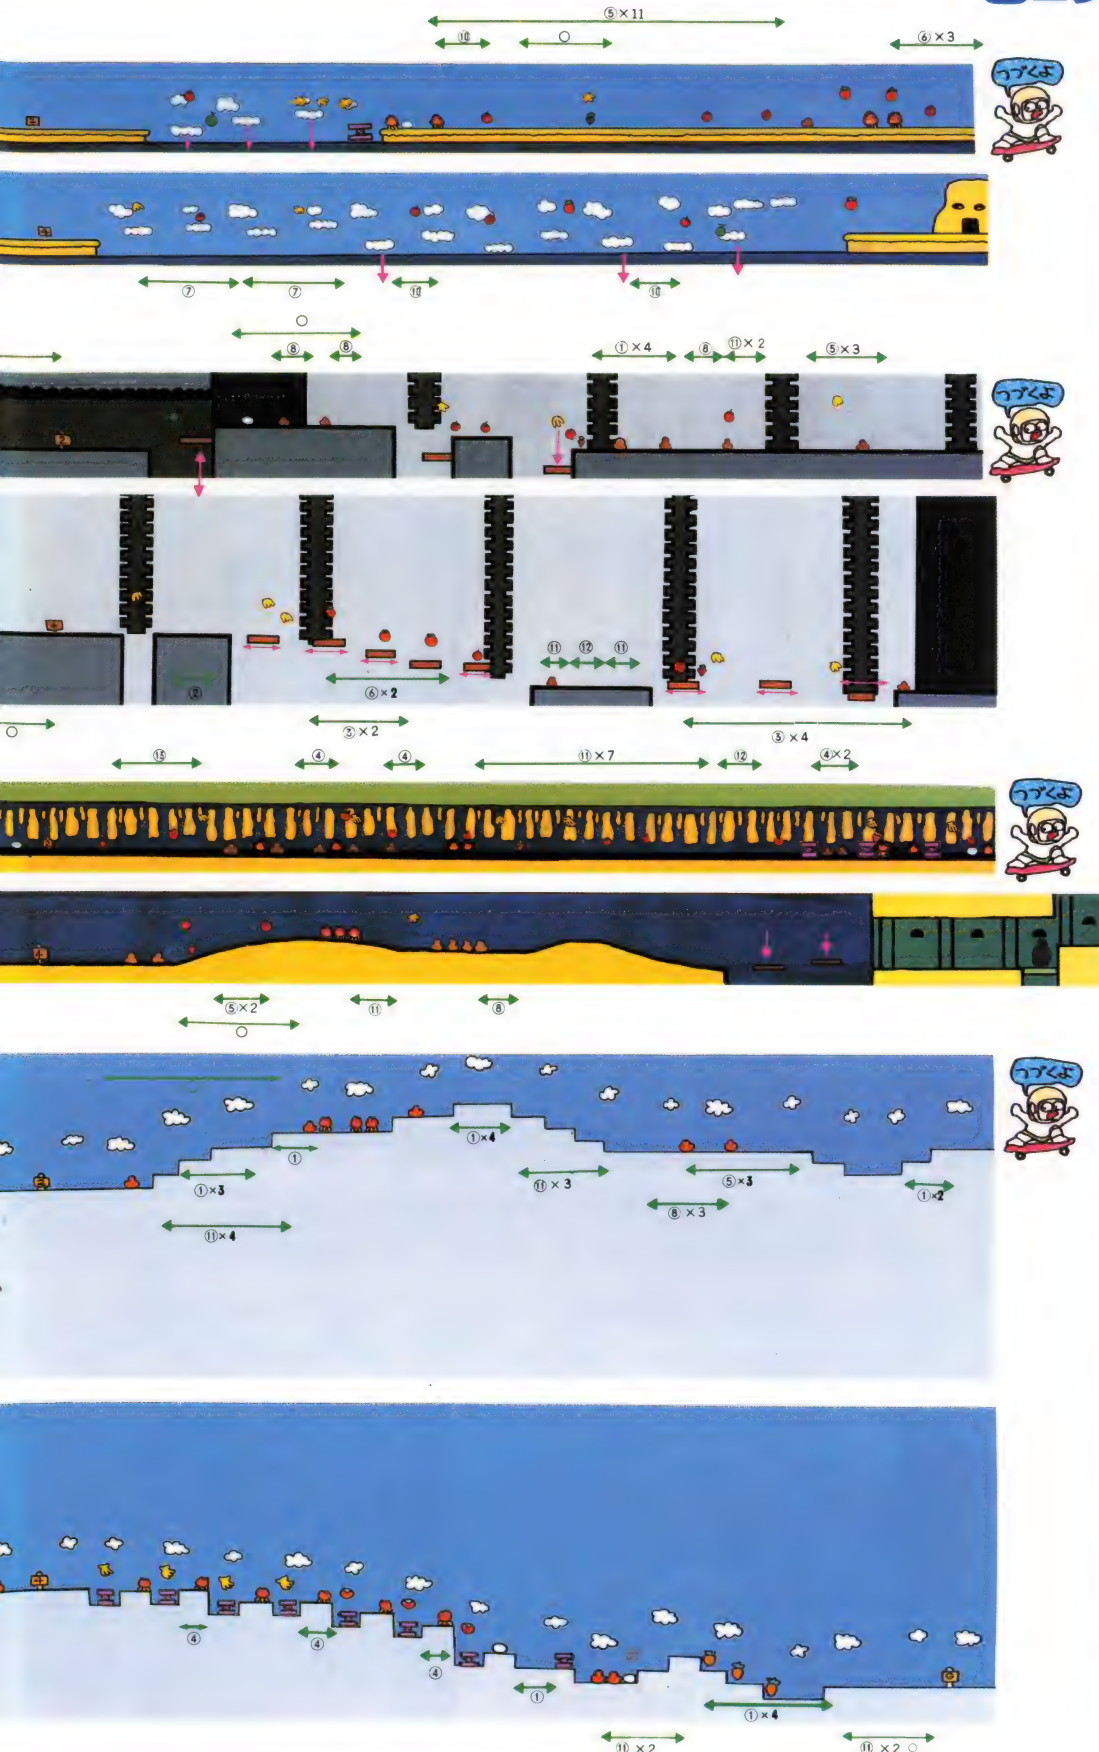 ⑤×11
⑩ ○ ⑥×3
つづくよ
⑦ ⑦ ⑩ ⑩
○
⑧ ⑧ ①×4 ⑧ ⑪×2 ⑤×3
つづくよ
2
⑪ ⑫ ⑪
② ⑥×2
○ ③×2 ③×4
⑬ ④ ④ ⑪×7 ⑫ ④×2
つづくよ
4
⑤×2 ⑪ ⑧
○
つづくよ
①×4
①
①×3 ⑪×3 ⑤×3 ①×2
⑧×3
⑪×4
④ ④
④
①
①×4
⑪×2 ⑪×2 ○